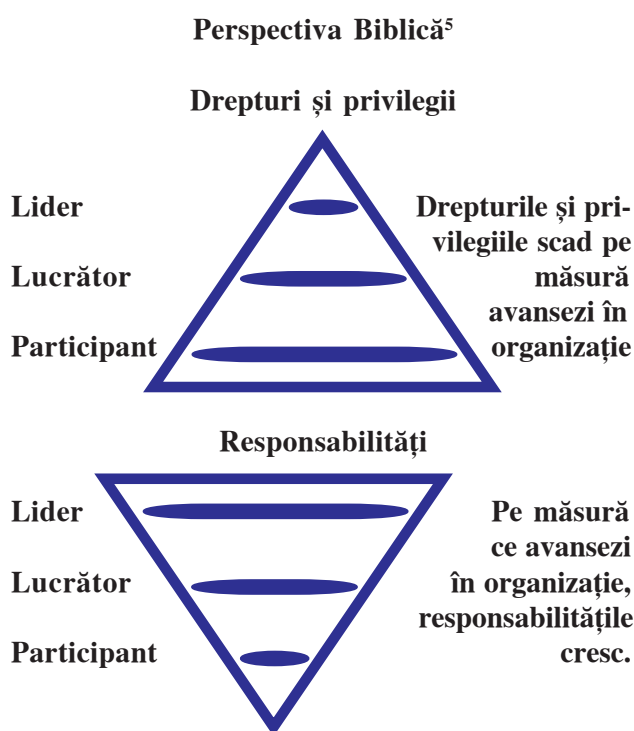 Perspectiva Biblică⁵
Drepturi și privilegii
Lider
Lucrător
Participant
Drepturile și pri-
vilegiile scad pe
măsură
avansezi în
organizație
Responsabilități
Lider
Lucrător
Participant
Pe măsură
ce avansezi
în organizație,
responsabilitățile
cresc.